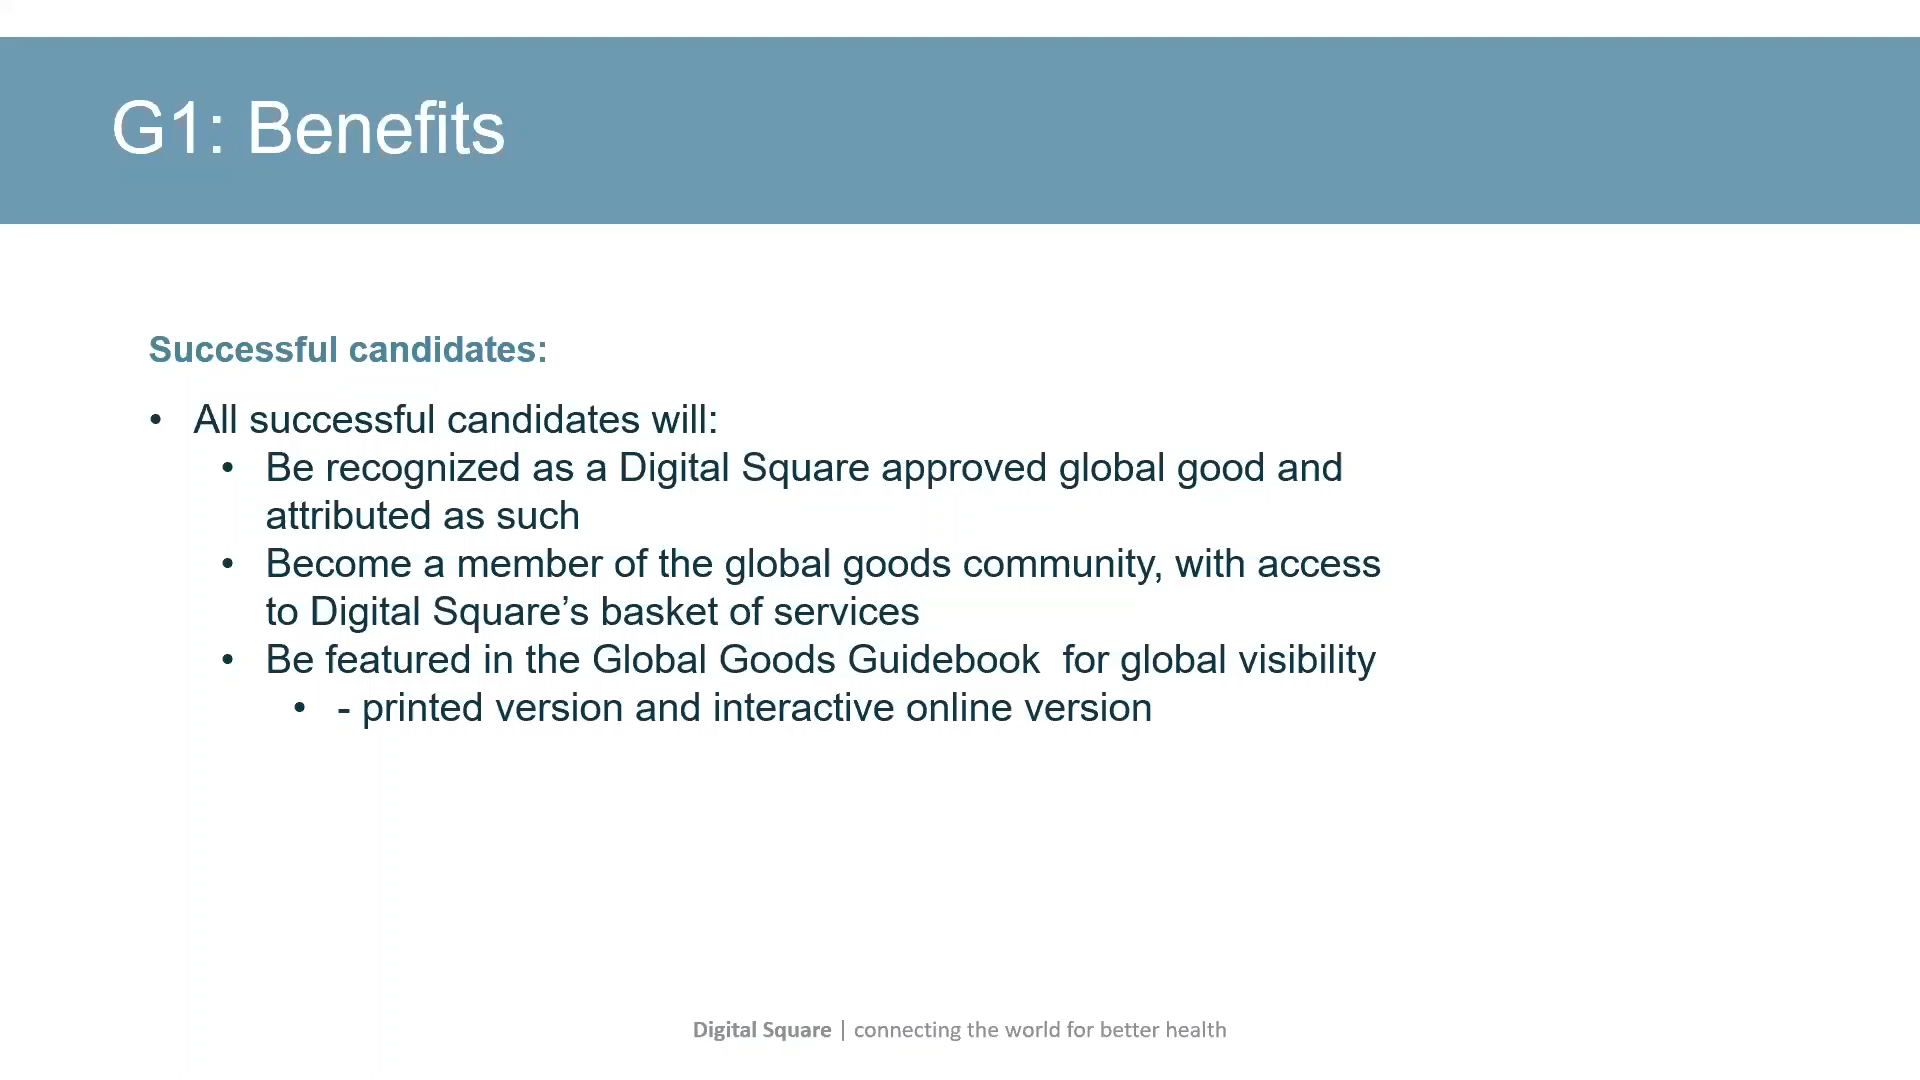 G1: Benefits
Successful candidates:
• All successful candidates will:
• Be recognized as a Digital Square approved global good and
attributed as such
• Become a member of the global goods community, with access
to Digital Square’s basket of services
• Be featured in the Global Goods Guidebook  for global visibility
• - printed version and interactive online version
Digital Square | connecting the world for better health